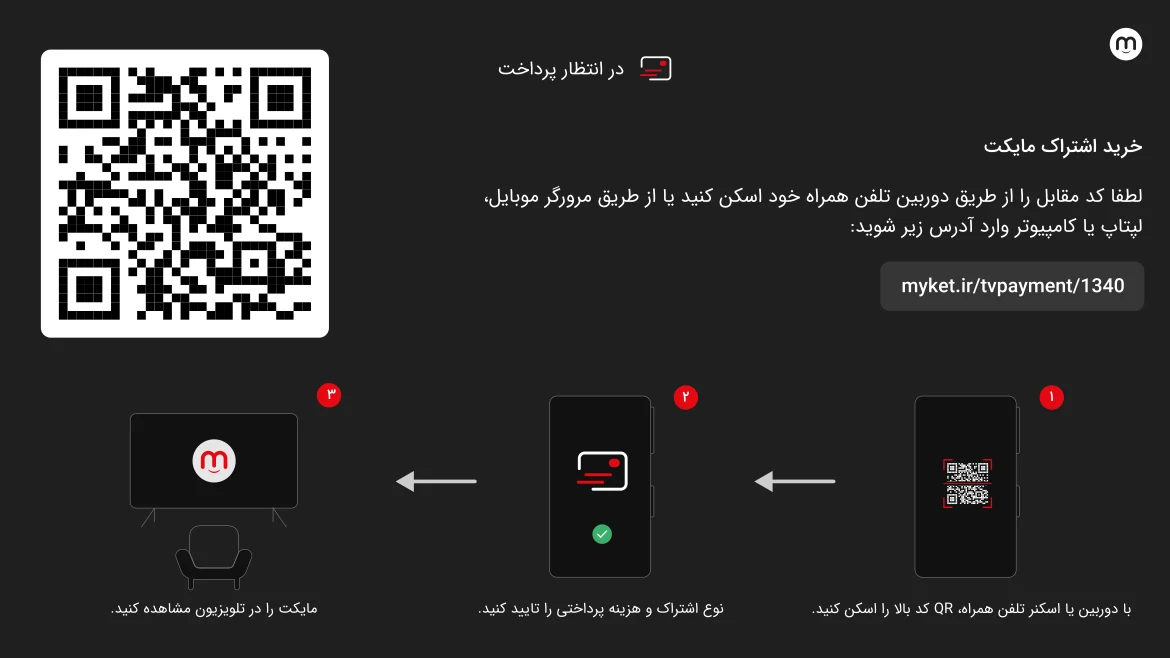 در انتظار پرداخت
خرید اشتراک مایکت
لطفا کد مقابل را از طریق دوربین تلفن همراه خود اسکن کنید یا از طریق مرورگر موبایل،
لپتاپ یا کامپیوتر وارد آدرس زیر شوید:
myket.ir/tvpayment/1340
۱
۲
۳
با دوربین یا اسکنر تلفن همراه، QR کد بالا را اسکن کنید.
نوع اشتراک و هزینه پرداختی را تایید کنید.
مایکت را در تلویزیون مشاهده کنید.